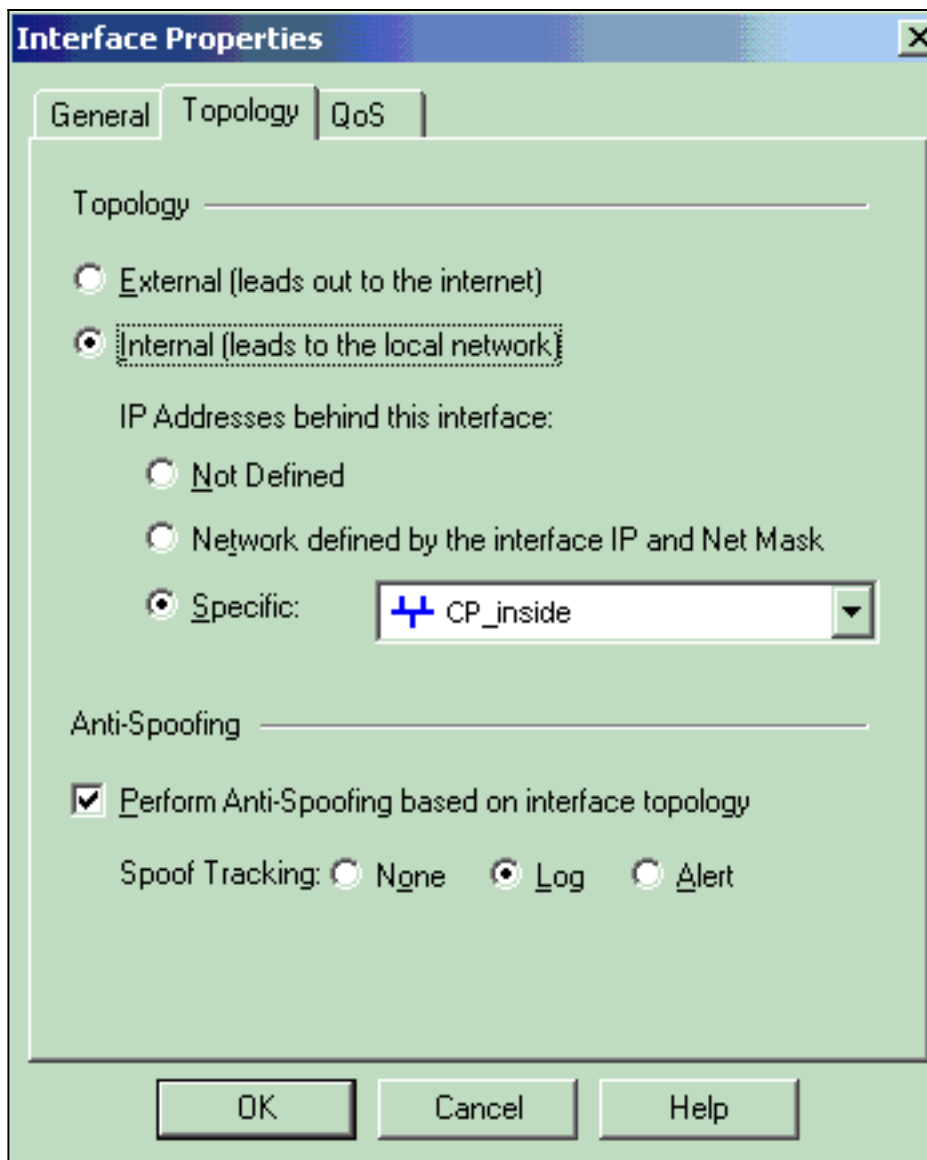 Interface Properties
General Topology QoS
Topology
External (leads out to the internet)
Internal (leads to the local network)
IP Addresses behind this interface:
Not Defined
Network defined by the interface IP and Net Mask
Specific: CP_inside
Anti-Spoofing
Perform Anti-Spoofing based on interface topology
Spoof Tracking: None Log Alert
OK Cancel Help